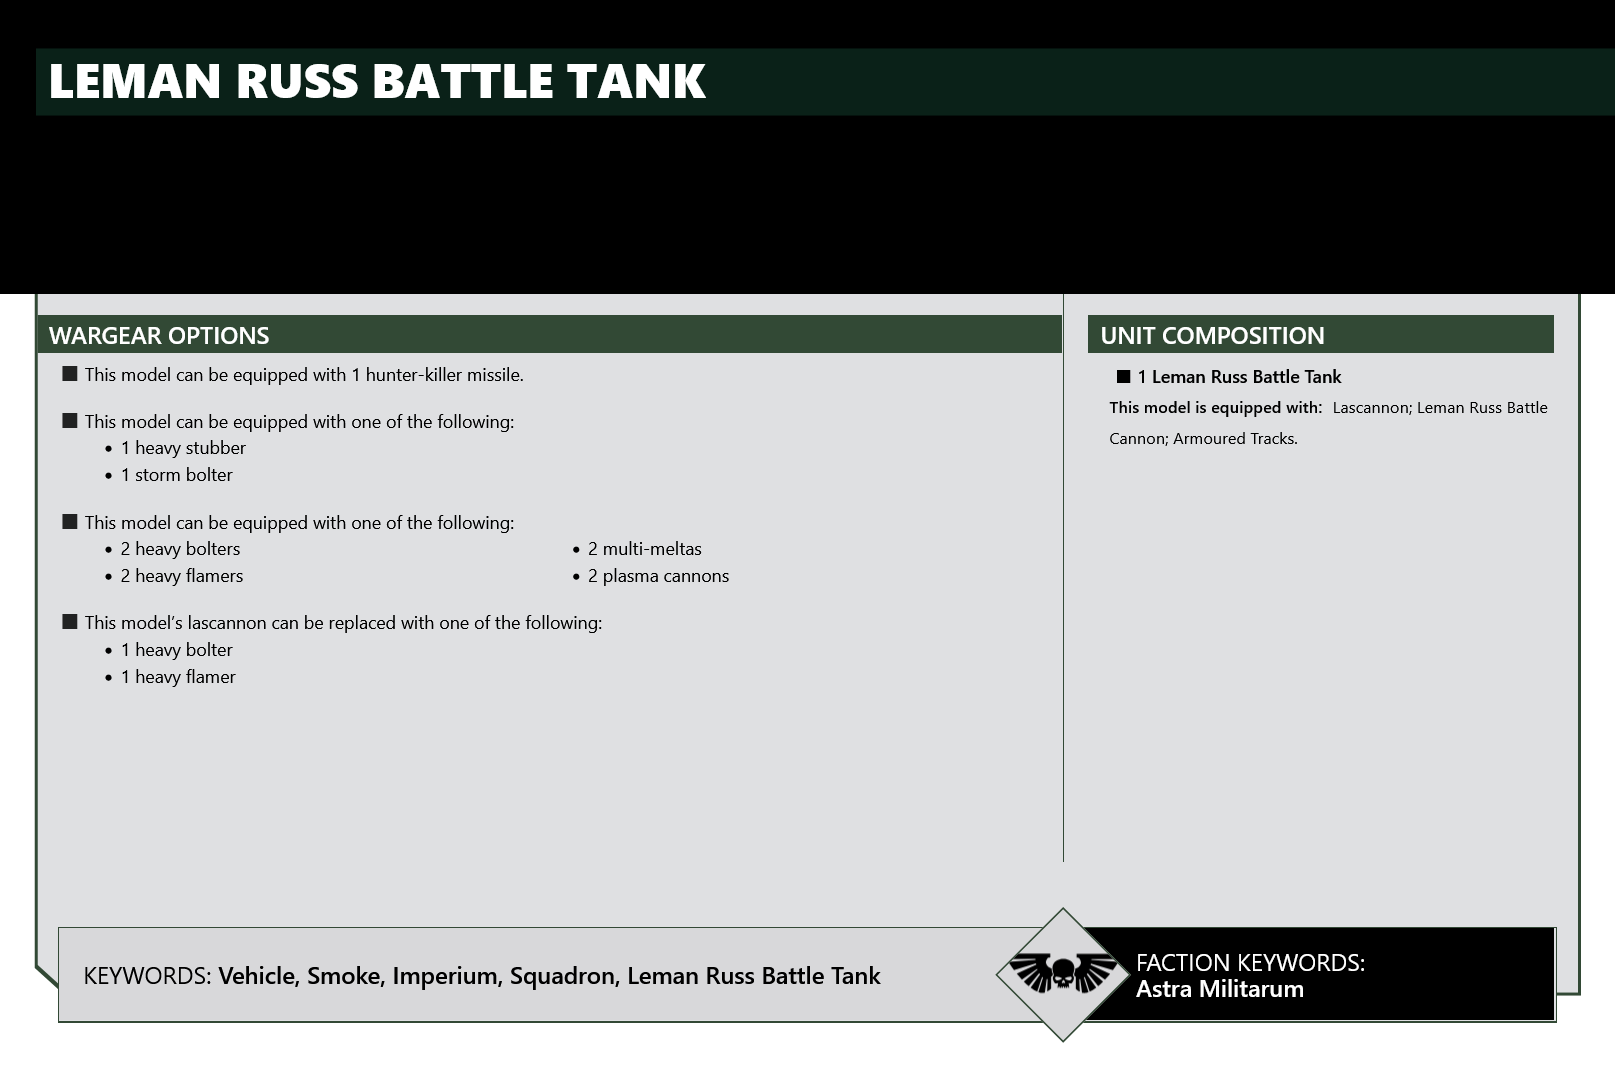 LEMAN RUSS BATTLE TANK
WARGEAR OPTIONS
■ This model can be equipped with 1 hunter-killer missile.
■ This model can be equipped with one of the following:
• 1 heavy stubber
• 1 storm bolter
■ This model can be equipped with one of the following:
• 2 heavy bolters
• 2 heavy flamers
• 2 multi-meltas
• 2 plasma cannons
■ This model’s lascannon can be replaced with one of the following:
• 1 heavy bolter
• 1 heavy flamer
UNIT COMPOSITION
■ 1 Leman Russ Battle Tank
This model is equipped with: Lascannon; Leman Russ Battle
Cannon; Armoured Tracks.
KEYWORDS: Vehicle, Smoke, Imperium, Squadron, Leman Russ Battle Tank
FACTION KEYWORDS:
Astra Militarum